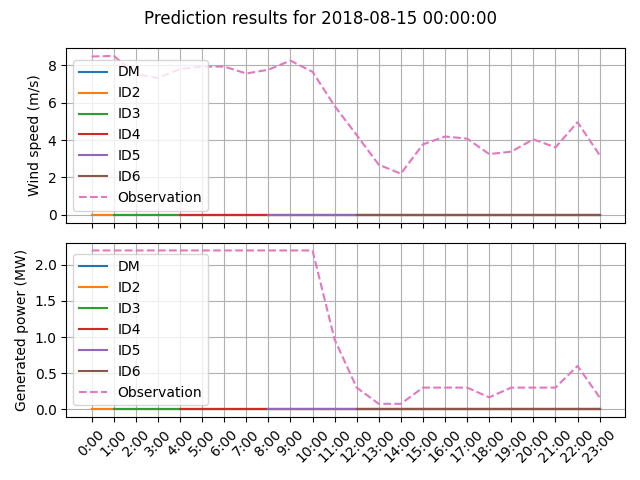 Prediction results for 2018-08-15 00:00:00
Wind speed (m/s)
8
6
4
2
0
DM
ID2
ID3
ID4
ID5
ID6
Observation
Generated power (MW)
2.0
1.5
1.0
0.5
0.0
DM
ID2
ID3
ID4
ID5
ID6
Observation
0:00 1:00 2:00 3:00 4:00 5:00 6:00 7:00 8:00 9:00 10:00 11:00 12:00 13:00 14:00 15:00 16:00 17:00 18:00 19:00 20:00 21:00 22:00 23:00